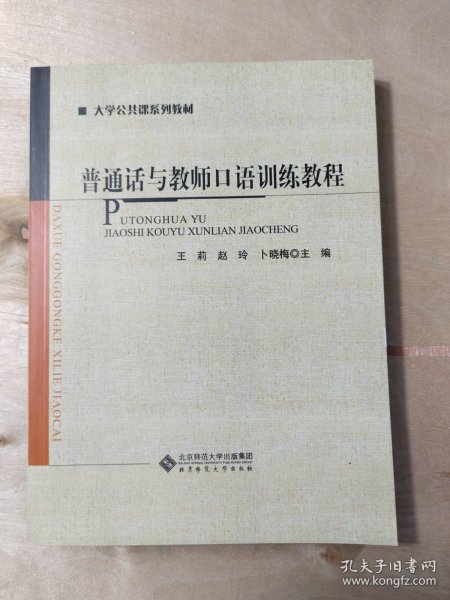 ■ 大学公共课系列教材
普通话与教师口语训练教程
PUTONGHUA YU
JIAOSHI KOUYU XUNLIAN JIAOCHENG
王 莉 赵 玲 卜晓梅◎主 编
DAXUE GONGGONGKE XILIE JIAOCAI
北京师范大学出版集团
北京师范大学出版社
孔夫子旧书网
www.kongfz.com